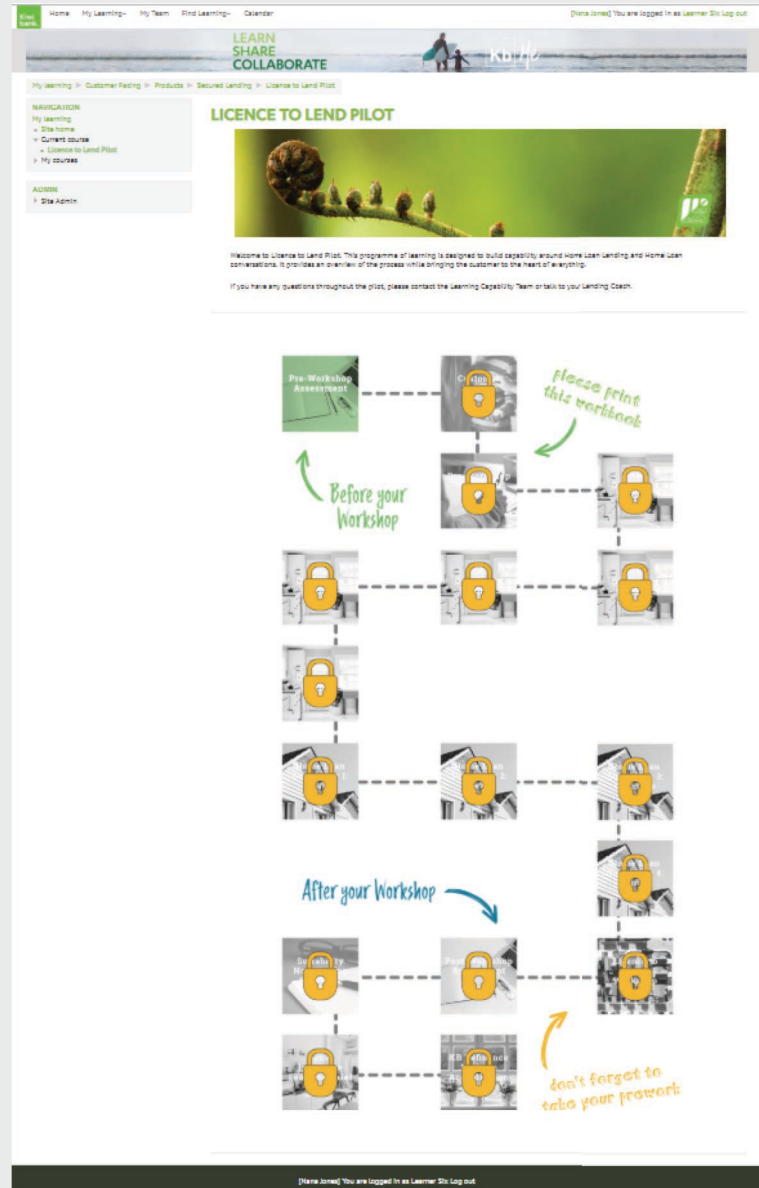 Kiwi
bank.
Home My Learning My Team Find Learning Calendar
[Nana Jones] You are logged in as Learner Six Log out
LEARN
SHARE
COLLABORATE
Kb Me
My learning Customer Facing Products Secured Lending Licence to Lend Pilot
NAVIGATION
My learning
Site home
Current course
Licence to Lend Pilot
My courses
ADMIN
Site Admin
LICENCE TO LEND PILOT
Welcome to Licence to Lend Pilot. This programme of learning is designed to build capability around Home Loan Lending and Home Loan
conversations. It provides an overview of the process while bringing the customer to the heart of everything.
If you have any questions throughout the pilot, please contact the Learning Capability Team or talk to your Lending Coach.
Pre-Workshop
Assessment
please print
this workbook
Before your
Workshop
After your Workshop
don't forget to
take your prework
[Nana Jones] You are logged in as Learner Six Log out